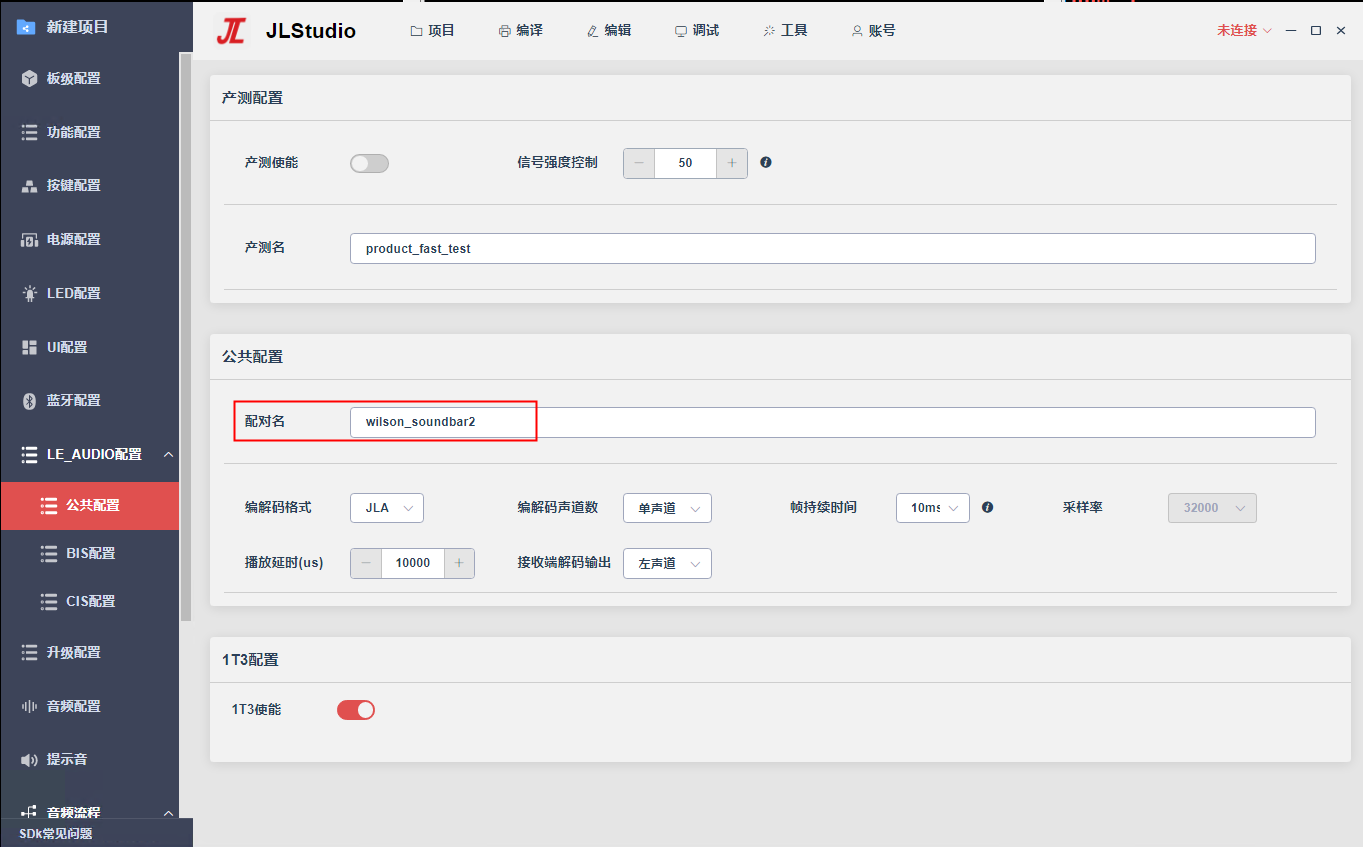 新建项目
JLStudio
项目
编译
编辑
调试
工具
账号
未连接
板级配置
功能配置
按键配置
电源配置
LED配置
UI配置
蓝牙配置
LE_AUDIO配置
公共配置
BIS配置
CIS配置
升级配置
音频配置
提示音
音频流程
SDk常见问题
产测配置
产测使能
信号强度控制
50
产测名
product_fast_test
公共配置
配对名
wilson_soundbar2
编解码格式
JLA
编解码声道数
单声道
帧持续时间
10ms
采样率
32000
播放延时(us)
10000
接收端解码输出
左声道
1T3配置
1T3使能